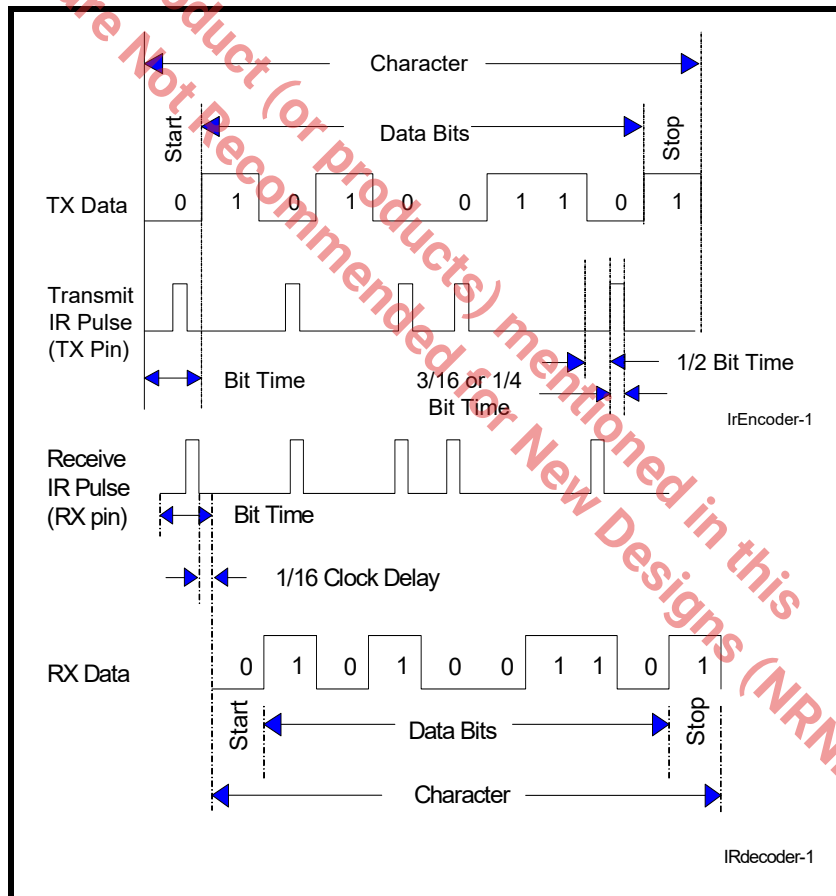 Character
Start
Data Bits
Stop
TX Data
0 1 0 1 0 0 1 1 0 1
Transmit
IR Pulse
(TX Pin)
Bit Time
3/16 or 1/4
Bit Time
1/2 Bit Time
IrEncoder-1
Receive
IR Pulse
(RX pin)
Bit Time
1/16 Clock Delay
RX Data
0 1 0 1 0 0 1 1 0 1
Start
Data Bits
Stop
Character
IRdecoder-1
product (or products) mentioned in this
are Not Recommended for New Designs